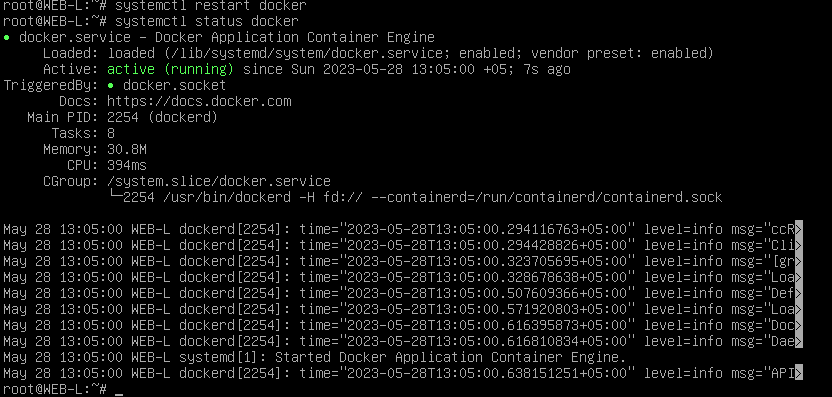 root@WEB-L:~# systemctl restart docker
root@WEB-L:~# systemctl status docker
● docker.service - Docker Application Container Engine
     Loaded: loaded (/lib/systemd/system/docker.service; enabled; vendor preset: enabled)
     Active: active (running) since Sun 2023-05-28 13:05:00 +05; 7s ago
TriggeredBy: ● docker.socket
       Docs: https://docs.docker.com
   Main PID: 2254 (dockerd)
      Tasks: 8
     Memory: 30.8M
        CPU: 394ms
     CGroup: /system.slice/docker.service
             └─2254 /usr/bin/dockerd -H fd:// --containerd=/run/containerd/containerd.sock

May 28 13:05:00 WEB-L dockerd[2254]: time="2023-05-28T13:05:00.294116763+05:00" level=info msg="ccR>
May 28 13:05:00 WEB-L dockerd[2254]: time="2023-05-28T13:05:00.294428826+05:00" level=info msg="Cli>
May 28 13:05:00 WEB-L dockerd[2254]: time="2023-05-28T13:05:00.323705695+05:00" level=info msg="[gr>
May 28 13:05:00 WEB-L dockerd[2254]: time="2023-05-28T13:05:00.328678638+05:00" level=info msg="Loa>
May 28 13:05:00 WEB-L dockerd[2254]: time="2023-05-28T13:05:00.507609366+05:00" level=info msg="Def>
May 28 13:05:00 WEB-L dockerd[2254]: time="2023-05-28T13:05:00.571920803+05:00" level=info msg="Loa>
May 28 13:05:00 WEB-L dockerd[2254]: time="2023-05-28T13:05:00.616395873+05:00" level=info msg="Doc>
May 28 13:05:00 WEB-L dockerd[2254]: time="2023-05-28T13:05:00.616810834+05:00" level=info msg="Dae>
May 28 13:05:00 WEB-L systemd[1]: Started Docker Application Container Engine.
May 28 13:05:00 WEB-L dockerd[2254]: time="2023-05-28T13:05:00.638151251+05:00" level=info msg="API>
root@WEB-L:~# _